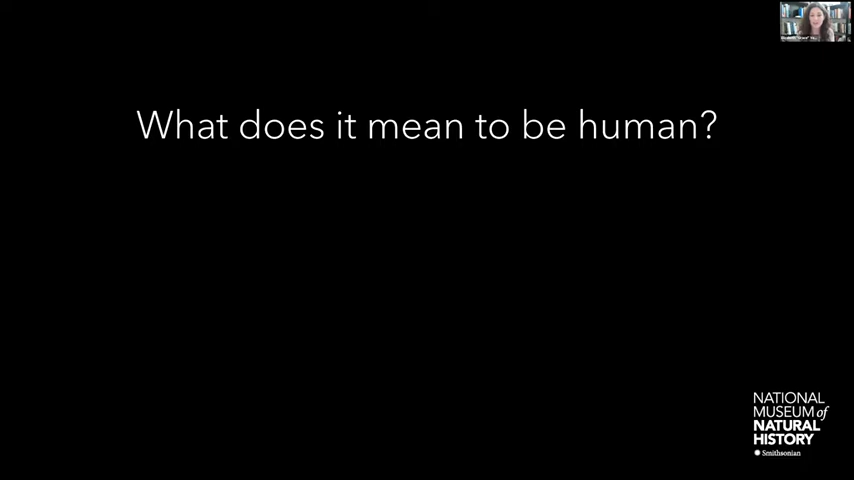 What does it mean to be human?
NATIONAL
MUSEUM of
NATURAL
HISTORY
Smithsonian